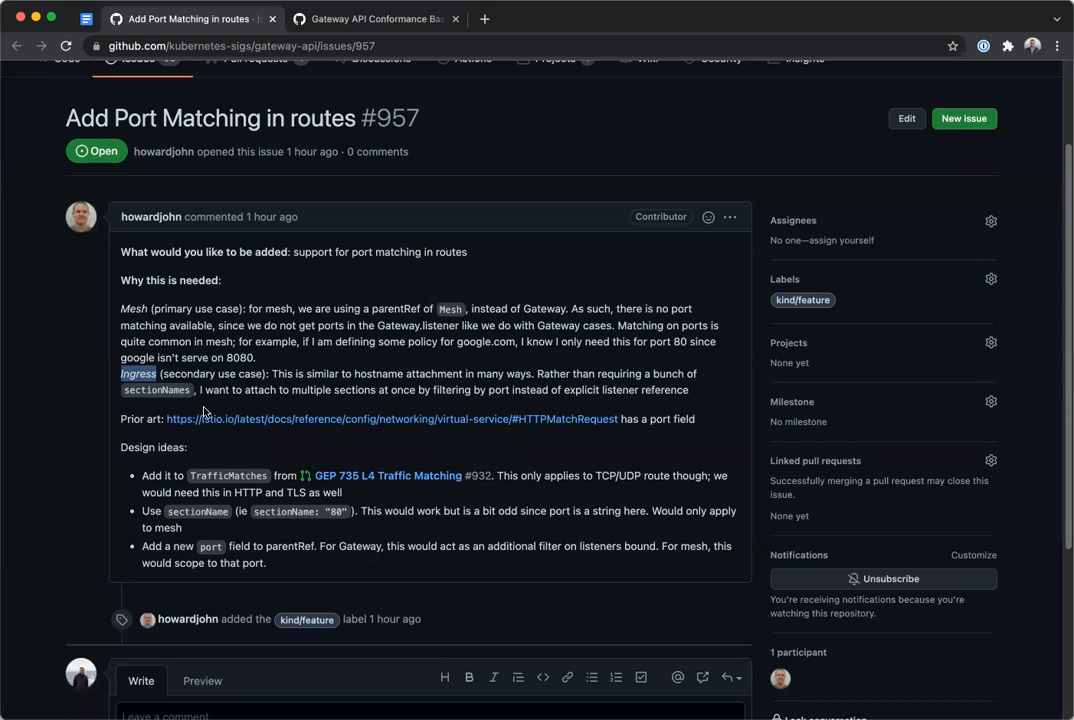 Add Port Matching in routes · I
Gateway API Conformance Bas
github.com/kubernetes-sigs/gateway-api/issues/957
Code Issues Pull requests Discussions Actions Projects Wiki Security Insights
Add Port Matching in routes #957
Edit
New issue
Open
howardjohn opened this issue 1 hour ago · 0 comments
howardjohn commented 1 hour ago
Contributor
What would you like to be added: support for port matching in routes
Why this is needed:
Mesh (primary use case): for mesh, we are using a parentRef of Mesh, instead of Gateway. As such, there is no port
matching available, since we do not get ports in the Gateway.listener like we do with Gateway cases. Matching on ports is
quite common in mesh; for example, if I am defining some policy for google.com, I know I only need this for port 80 since
google isn't serve on 8080.
Ingress (secondary use case): This is similar to hostname attachment in many ways. Rather than requiring a bunch of
sectionNames, I want to attach to multiple sections at once by filtering by port instead of explicit listener reference
Prior art: https://istio.io/latest/docs/reference/config/networking/virtual-service/#HTTPMatchRequest has a port field
Design ideas:
• Add it to TrafficMatches from GEP 735 L4 Traffic Matching #932. This only applies to TCP/UDP route though; we
would need this in HTTP and TLS as well
• Use sectionName (ie sectionName: "80"). This would work but is a bit odd since port is a string here. Would only apply
to mesh
• Add a new port field to parentRef. For Gateway, this would act as an additional filter on listeners bound. For mesh, this
would scope to that port.
howardjohn added the kind/feature label 1 hour ago
Write
Preview
Leave a comment
Assignees
No one—assign yourself
Labels
kind/feature
Projects
None yet
Milestone
No milestone
Linked pull requests
Successfully merging a pull request may close this
issue.
None yet
Notifications
Customize
Unsubscribe
You're receiving notifications because you're
watching this repository.
1 participant
Lock conversation